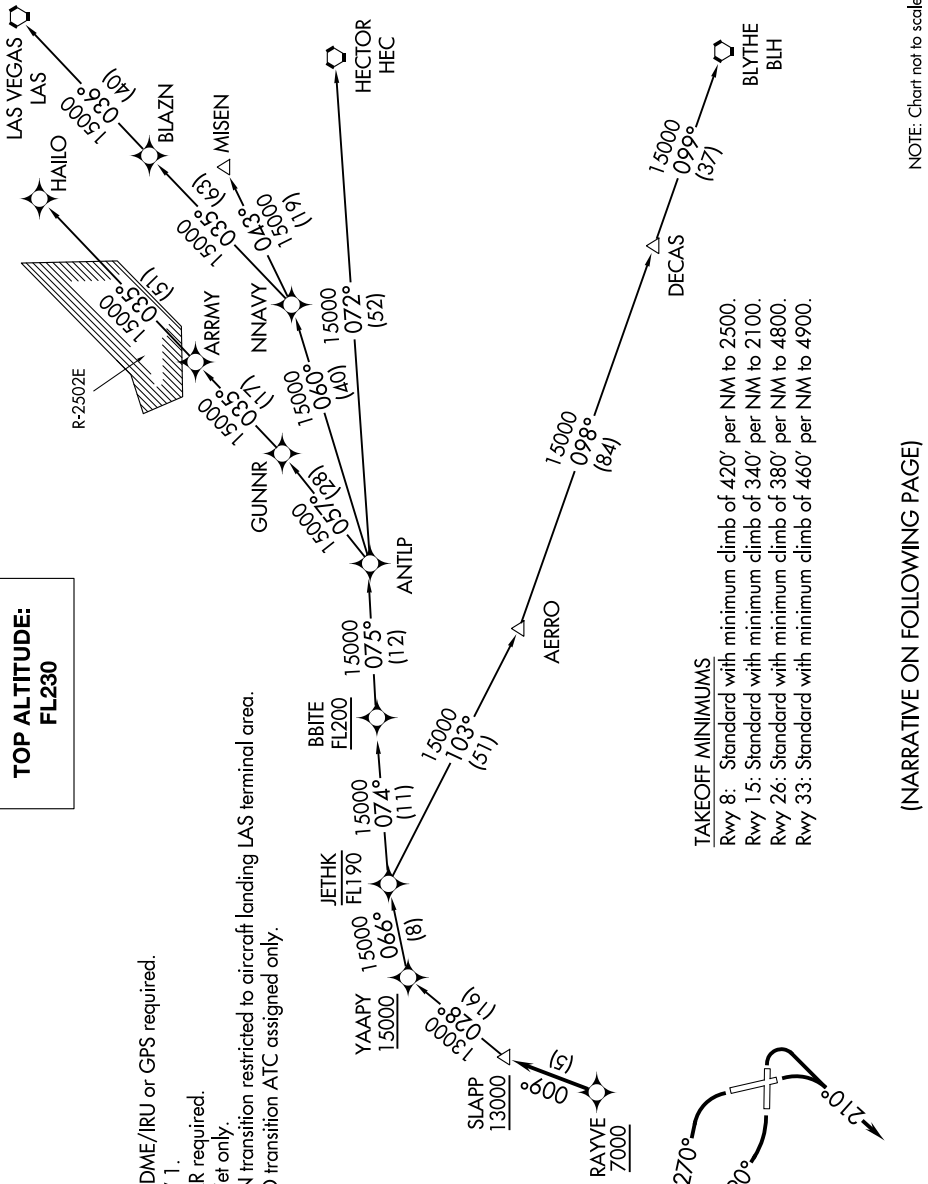 TOP ALTITUDE:
FL230
DME/IRU or GPS required.
1.
R required.
et only.
N transition restricted to aircraft landing LAS terminal area.
transition ATC assigned only.
LAS VEGAS
LAS
15000
036°
(40)
HAILO
BLAZN
15000
035°
(51)
R-2502E
ARRMY
15000
035°
(63)
MISEN
043°
15000
(19)
NNAVY
15000
035°
(17)
GUNNR
15000
060°
(40)
15000
057°
(28)
HECTOR
HEC
15000
072°
(52)
ANTLP
15000
075°
(12)
BBITE
FL200
15000
074°
(11)
JETHK
FL190
15000
066°
(8)
YAAPY
15000
13000
028°
(16)
SLAPP
13000
009°
(5)
RAYVE
7000
15000
103°
(51)
AERRO
15000
098°
(84)
DECAS
15000
099°
(37)
BLYTHE
BLH
270°
0°
210°
TAKEOFF MINIMUMS
Rwy 8: Standard with minimum climb of 420' per NM to 2500.
Rwy 15: Standard with minimum climb of 340' per NM to 2100.
Rwy 26: Standard with minimum climb of 380' per NM to 4800.
Rwy 33: Standard with minimum climb of 460' per NM to 4900.
(NARRATIVE ON FOLLOWING PAGE)
NOTE: Chart not to scale